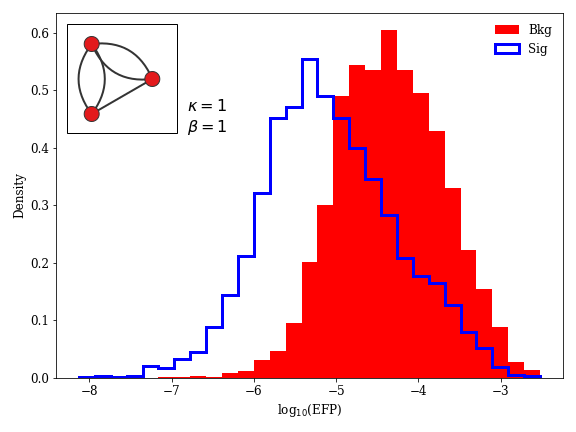 0.6
0.5
0.4
0.3
0.2
0.1
0.0
Density
κ = 1
β = 1
Bkg
Sig
−8 −7 −6 −5 −4 −3
log₁₀(EFP)